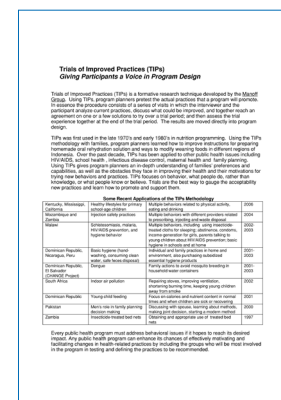 Trials of Improved Practices (TIPs)
Giving Participants a Voice in Program Design
Trials of Improved Practices (TIPs) is a formative research technique developed by the Manoff
Group. Using TIPs, program planners pretest the actual practices that a program will promote.
In essence the procedure consists of a series of visits in which the interviewer and the
participant analyze current practices, discuss what could be improved, and together reach an
agreement on one or a few solutions to try over a trial period; and then assess the trial
experience together at the end of the trial period. The results are moved directly into program
design.
TIPs was first used in the late 1970's and early 1980's in nutrition programming. Using the TIPs
methodology with families, program planners learned how to improve instructions for preparing
homemade oral rehydration solution and ways to modify weaning foods in different regions of
Indonesia. Over the past decade, TIPs has been applied to other public health issues including
HIV/AIDS, school health, infectious disease control, maternal health and family planning.
Using TIPs gives program planners an in-depth understanding of families' preferences and
capabilities, as well as the obstacles they face in improving their health and their motivations for
trying new behaviors and practices. TIPs focuses on behavior, what people do, rather than
knowledge, or what people know or believe. Trials are the best way to gauge the acceptability
new practices and learn how to promote and support them.
Some Recent Applications of the TIPs Methodology
Kentucky, Mississippi, California | Healthy lifestyles for primary school age children | Multiple behaviors related to physical activity, eating and drinking | 2006
Mozambique and Zambia | Injection safety practices | Multiple behaviors with different providers related to prescribing, injecting and waste disposal | 2004
Malawi | Schistosomiasis, malaria, HIV/AIDS prevention, and hygiene behavior | Multiple behaviors, including using insecticide-treated cloths for sleeping; abstinence, condoms, income-generation for girls, parents talking to young children about HIV/AIDS prevention; basic hygiene in schools and at home | 2002 2003
Dominican Republic, Nicaragua, Peru | Basic hygiene (hand-washing, consuming clean water, safe feces disposal) | Individual and family practices in home and environment, also purchasing subsidized essential hygiene products | 2001-2003
Dominican Republic, El Salvador (CHANGE Project) | Dengue | Family actions to avoid mosquito breeding in household water containers | 2001-2003
South Africa | Indoor air pollution | Repairing stoves, improving ventilation, shortening burning time, keeping young children away from smoke | 2002
Dominican Republic | Young child feeding | Focus on calories and nutrient content in normal times and when children are sick or recovering | 2001
Pakistan | Men's role in family planning decision making | Discussing with spouse, learning about methods, making joint decision, starting a modern method | 2000
Zambia | Insecticide-treated bed nets | Obtaining and appropriate use of treated bed nets | 1997
Every public health program must address behavioral issues if it hopes to reach its desired
impact. Any public health program can enhance its chances of effectively motivating and
facilitating changes in health-related practices by including the groups who will be most involved
in the program in testing and defining the practices to be recommended.